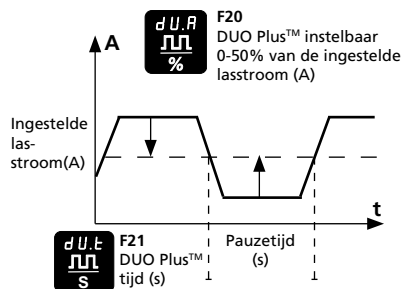 dU.A
%
F20
DUO Plus™ instelbaar
0-50% van de ingestelde
lasstroom (A)
A
Ingestelde
las-
stroom(A)
t
dU.t
S
F21
DUO Plus™
tijd (s)
Pauzetijd
(s)